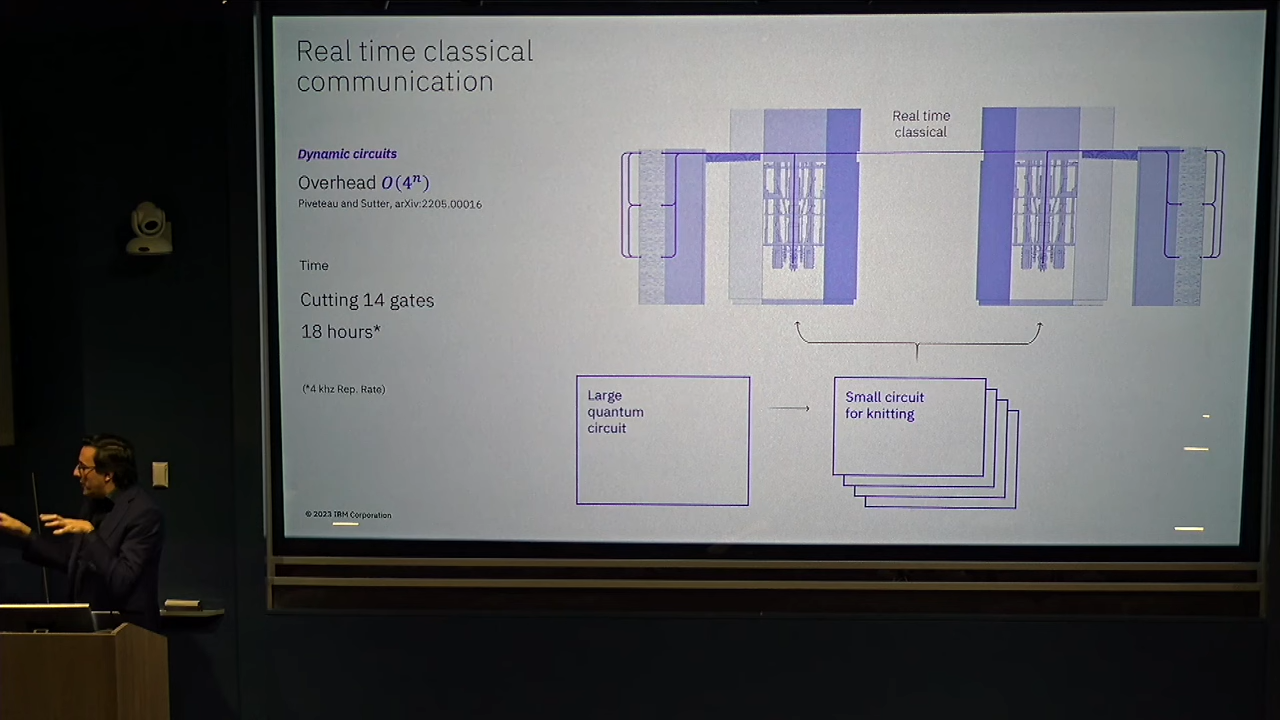 Real time classical
communication
Dynamic circuits
Overhead O(4ⁿ)
Piveteau and Sutter, arXiv:2205.00016
Time
Cutting 14 gates
18 hours*
(*4 khz Rep. Rate)
© 2023 IBM Corporation
Real time
classical
Large
quantum
circuit
Small circuit
for knitting